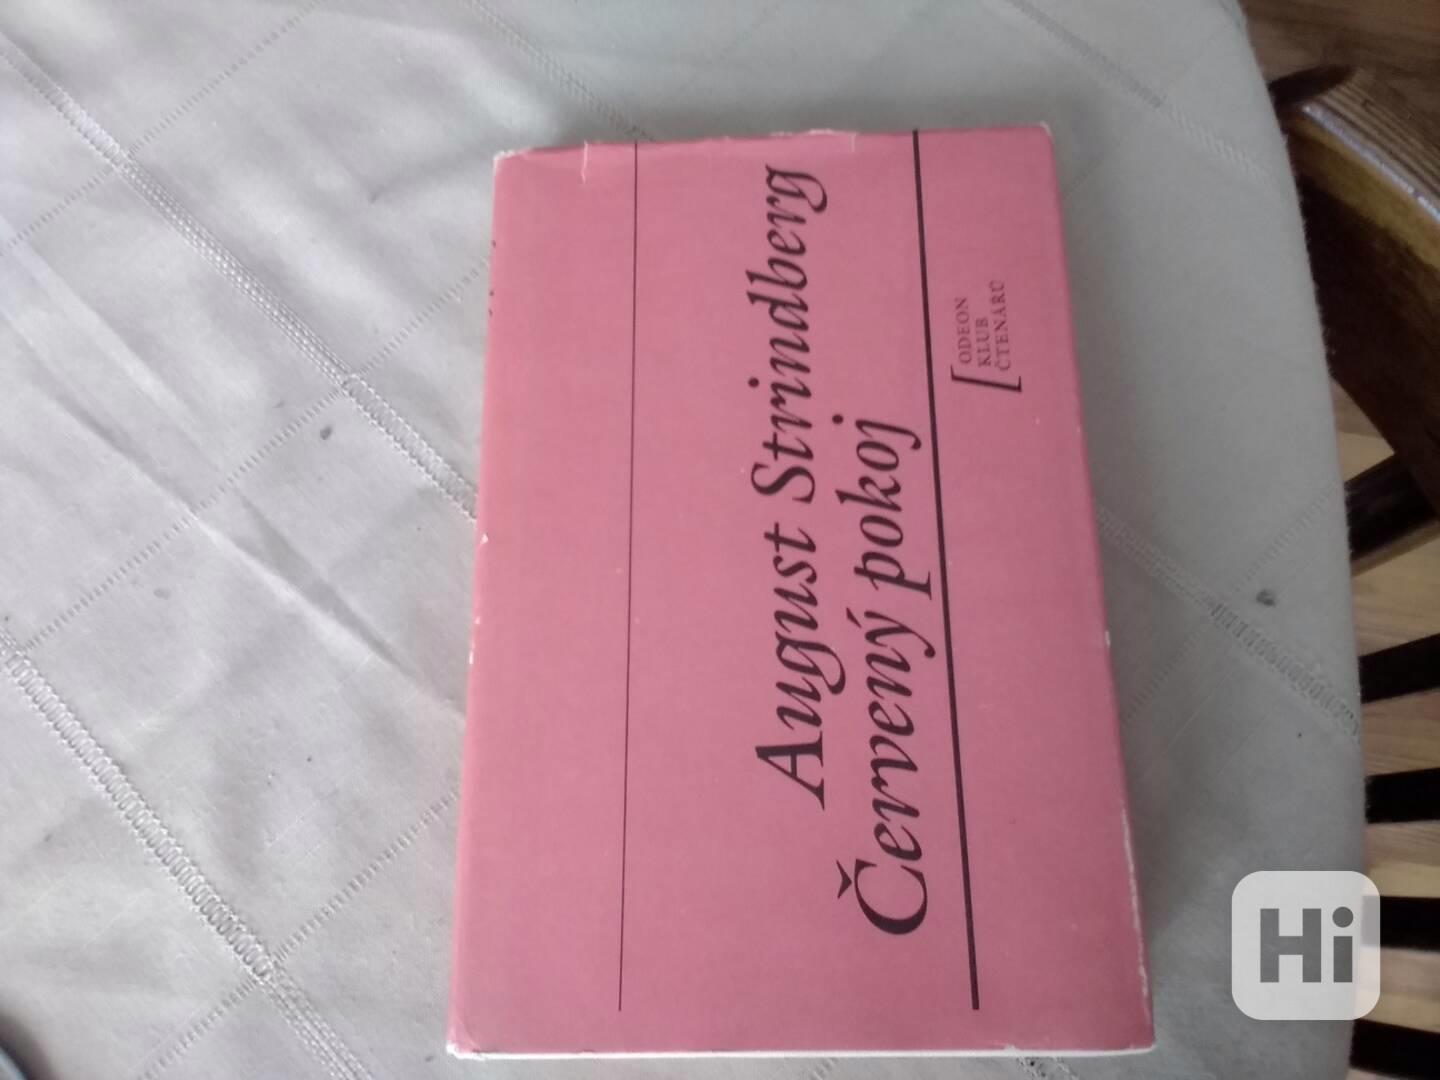 August Strindberg
Červený pokoj
ODEON
KLUB
ČTENÁŘŮ
Hi